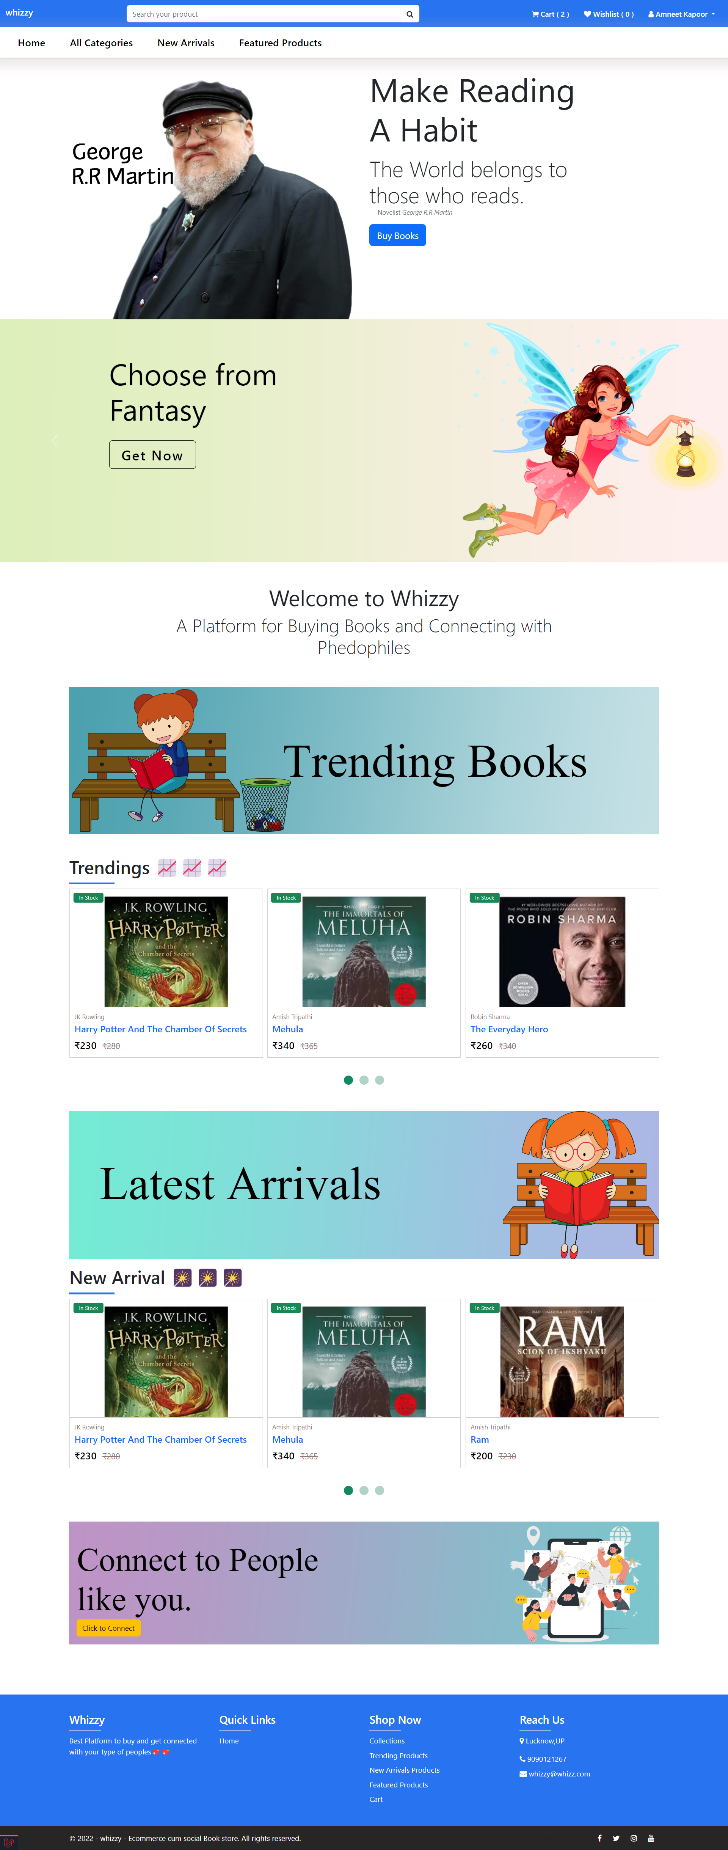 whizzy
Search your product
Cart ( 2 )
Wishlist ( 0 )
Amneet Kapoor
Home
All Categories
New Arrivals
Featured Products
George
R.R Martin
Make Reading
A Habit
The World belongs to
those who reads.
Novelist George R.R Martin
Buy Books
Choose from
Fantasy
Get Now
Welcome to Whizzy
A Platform for Buying Books and Connecting with
Phedophiles
Trending Books
Trendings
In Stock
J.K. ROWLING
HARRY POTTER
and the
Chamber of Secrets
JK Rowling
Harry Potter And The Chamber Of Secrets
₹230 ₹280
In Stock
THE IMMORTALS OF
MELUHA
Amish Tripathi
Mehula
₹340 ₹365
In Stock
ROBIN SHARMA
Robin Sharma
The Everyday Hero
₹260 ₹340
Latest Arrivals
New Arrival
In Stock
J.K. ROWLING
HARRY POTTER
and the
Chamber of Secrets
JK Rowling
Harry Potter And The Chamber Of Secrets
₹230 ₹280
In Stock
THE IMMORTALS OF
MELUHA
Amish Tripathi
Mehula
₹340 ₹365
In Stock
RAM
SCION OF IKSHVAKU
Amish Tripathi
Ram
₹200 ₹230
Connect to People
like you.
Click to Connect
Whizzy
Best Platform to buy and get connected
with your type of peoples
Quick Links
Home
Shop Now
Collections
Trending Products
New Arrivals Products
Featured Products
Cart
Reach Us
Lucknow,UP
9090121267
whizzy@whizz.com
© 2022 - whizzy - Ecommerce cum social Book store. All rights reserved.